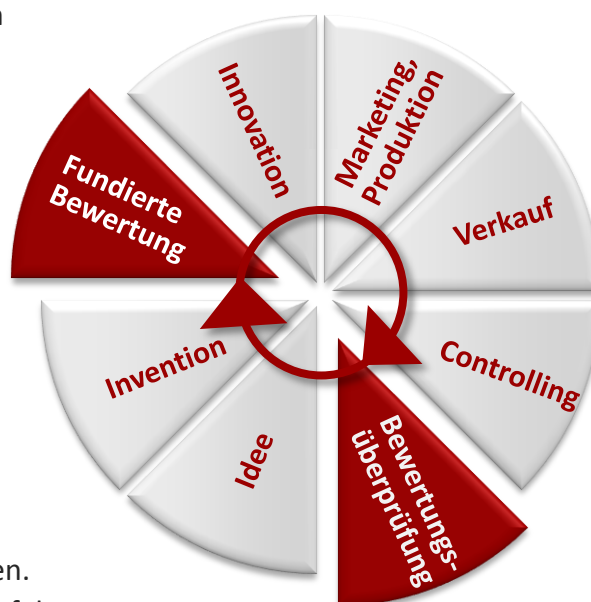 Innovation
Marketing,
Produktion
Fundierte
Bewertung
Verkauf
Invention
Controlling
Idee
Bewertungs-
überprüfung
en.